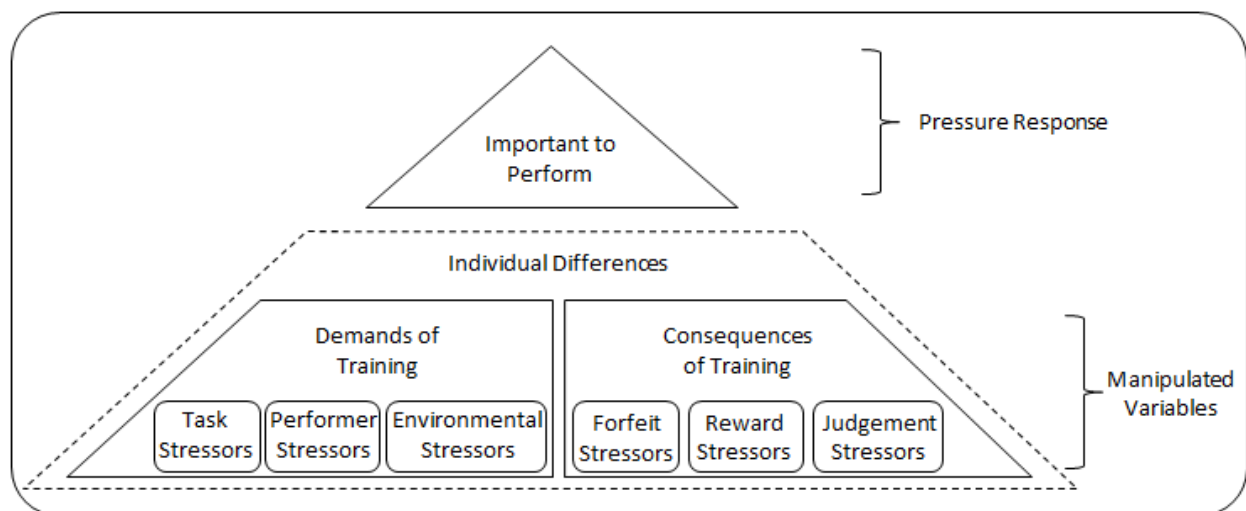 Important to
Perform
Pressure Response
Individual Differences
Demands of
Training
Consequences
of Training
Manipulated
Variables
Task
Stressors
Performer
Stressors
Environmental
Stressors
Forfeit
Stressors
Reward
Stressors
Judgement
Stressors